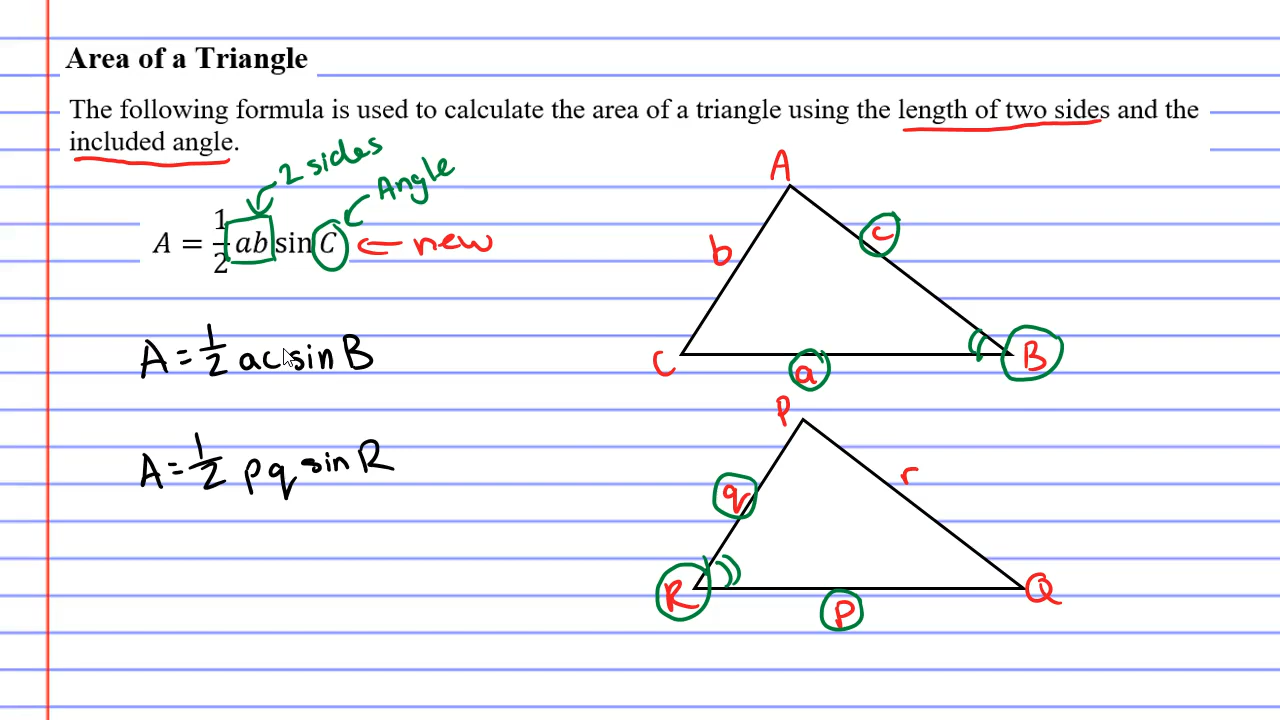 Area of a Triangle
The following formula is used to calculate the area of a triangle using the length of two sides and the
included angle.
2 sides
Angle
A = 1/2 ab sin C ← new
A = 1/2 ac sin B
A = 1/2 pq sin R
A
b
c
C
a
B
P
q
r
R
P
Q